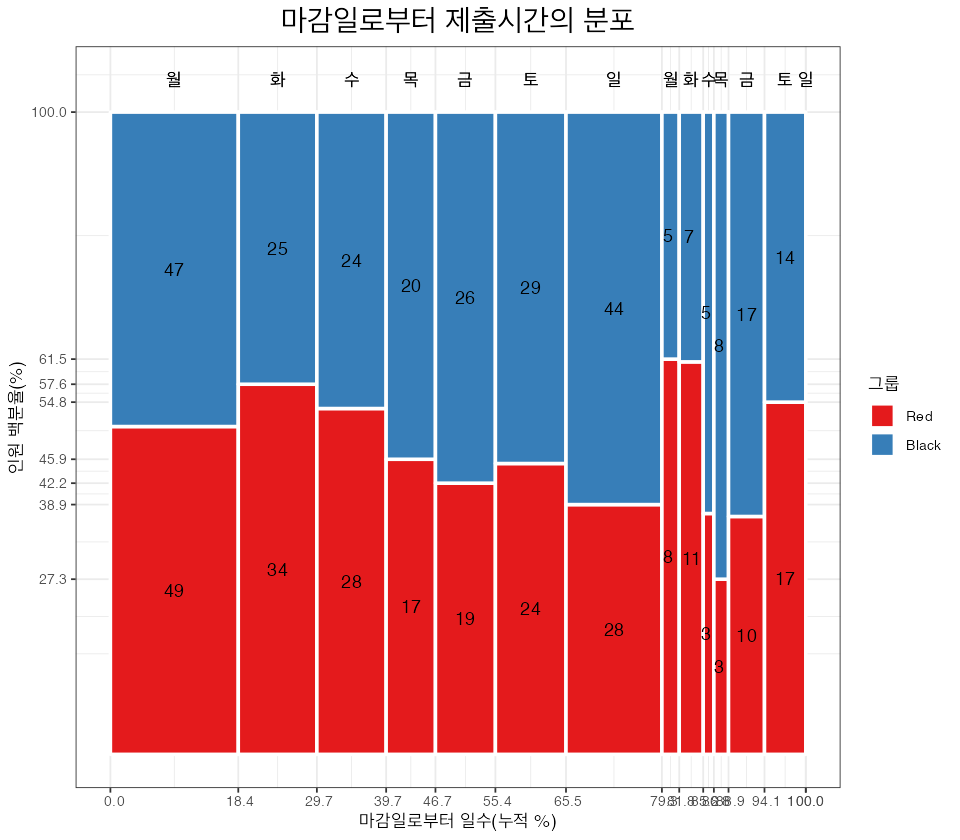 마감일로부터 제출시간의 분포
월 화 수 목 금 토 일 월 화 수 목 금 토 일
100.0
61.5
57.6
54.8
45.9
42.2
38.9
27.3
인원 백분율(%)
47 25 24 20 26 29 44 5 7 5 8 17 14
49 34 28 17 19 24 28 8 11 3 3 10 17
그룹
Red
Black
0.0 18.4 29.7 39.7 46.7 55.4 65.5 94.1 100.0
마감일로부터 일수(누적 %)